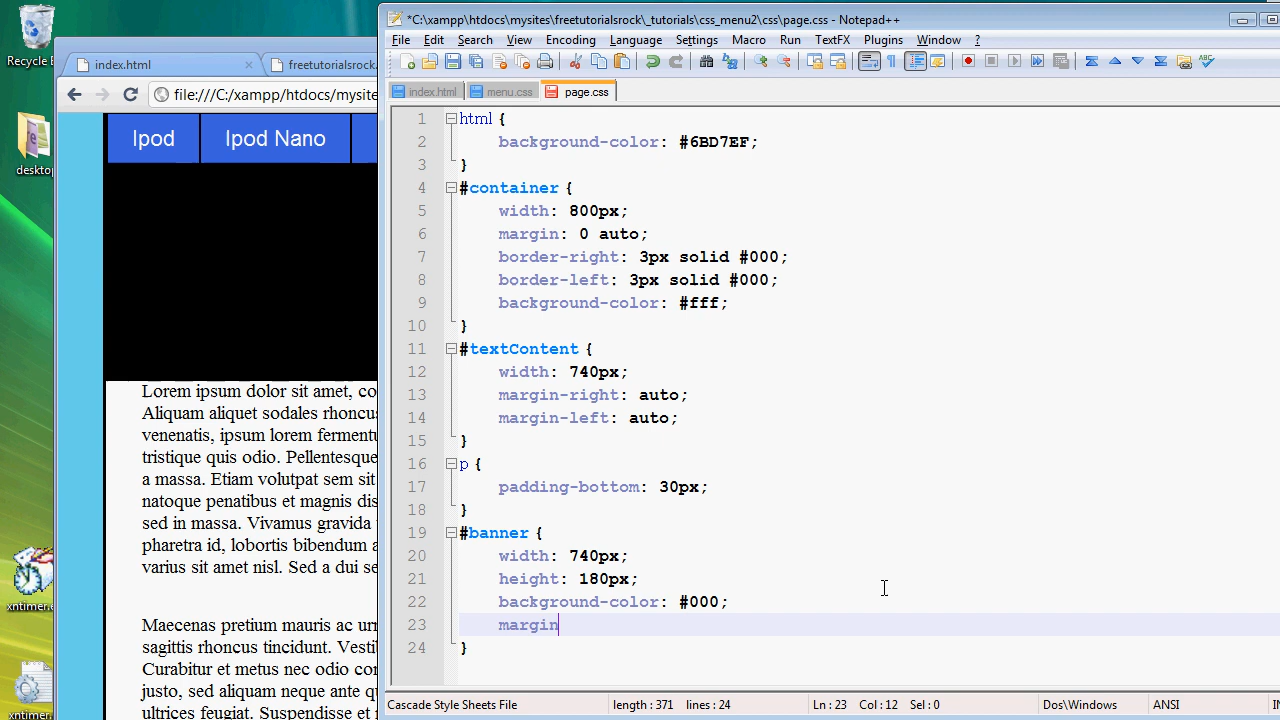 Recycle B
desktop
xntimer.e
xntimer.
index.html
freetutorialsrock.
file:///C:/xampp/htdocs/mysites
Ipod
Ipod Nano
Lorem ipsum dolor sit amet, co
Aliquam aliquet sodales rhoncus
venenatis, ipsum lorem ferment
tristique quis odio. Pellentesque
a massa. Etiam volutpat sem sit
natoque penatibus et magnis dis
sed in massa. Vivamus gravida
pharetra id, lobortis bibendum a
varius sit amet nisl. Sed a dui se
Maecenas pretium mauris ac urn
sagittis rhoncus tincidunt. Vestib
Curabitur et metus nec odio con
justo, sed aliquam neque ante q
ultrices feugiat. Suspendisse et
*C:\xampp\htdocs\mysites\freetutorialsrock\_tutorials\css_menu2\css\page.css - Notepad++
File Edit Search View Encoding Language Settings Macro Run TextFX Plugins Window ?
index.html menu.css page.css
1 html {
2 background-color: #6BD7EF;
3 }
4 #container {
5 width: 800px;
6 margin: 0 auto;
7 border-right: 3px solid #000;
8 border-left: 3px solid #000;
9 background-color: #fff;
10 }
11 #textContent {
12 width: 740px;
13 margin-right: auto;
14 margin-left: auto;
15 }
16 p {
17 padding-bottom: 30px;
18 }
19 #banner {
20 width: 740px;
21 height: 180px;
22 background-color: #000;
23 margin
24 }
Cascade Style Sheets File length : 371 lines : 24 Ln : 23 Col : 12 Sel : 0 Dos\Windows ANSI IN